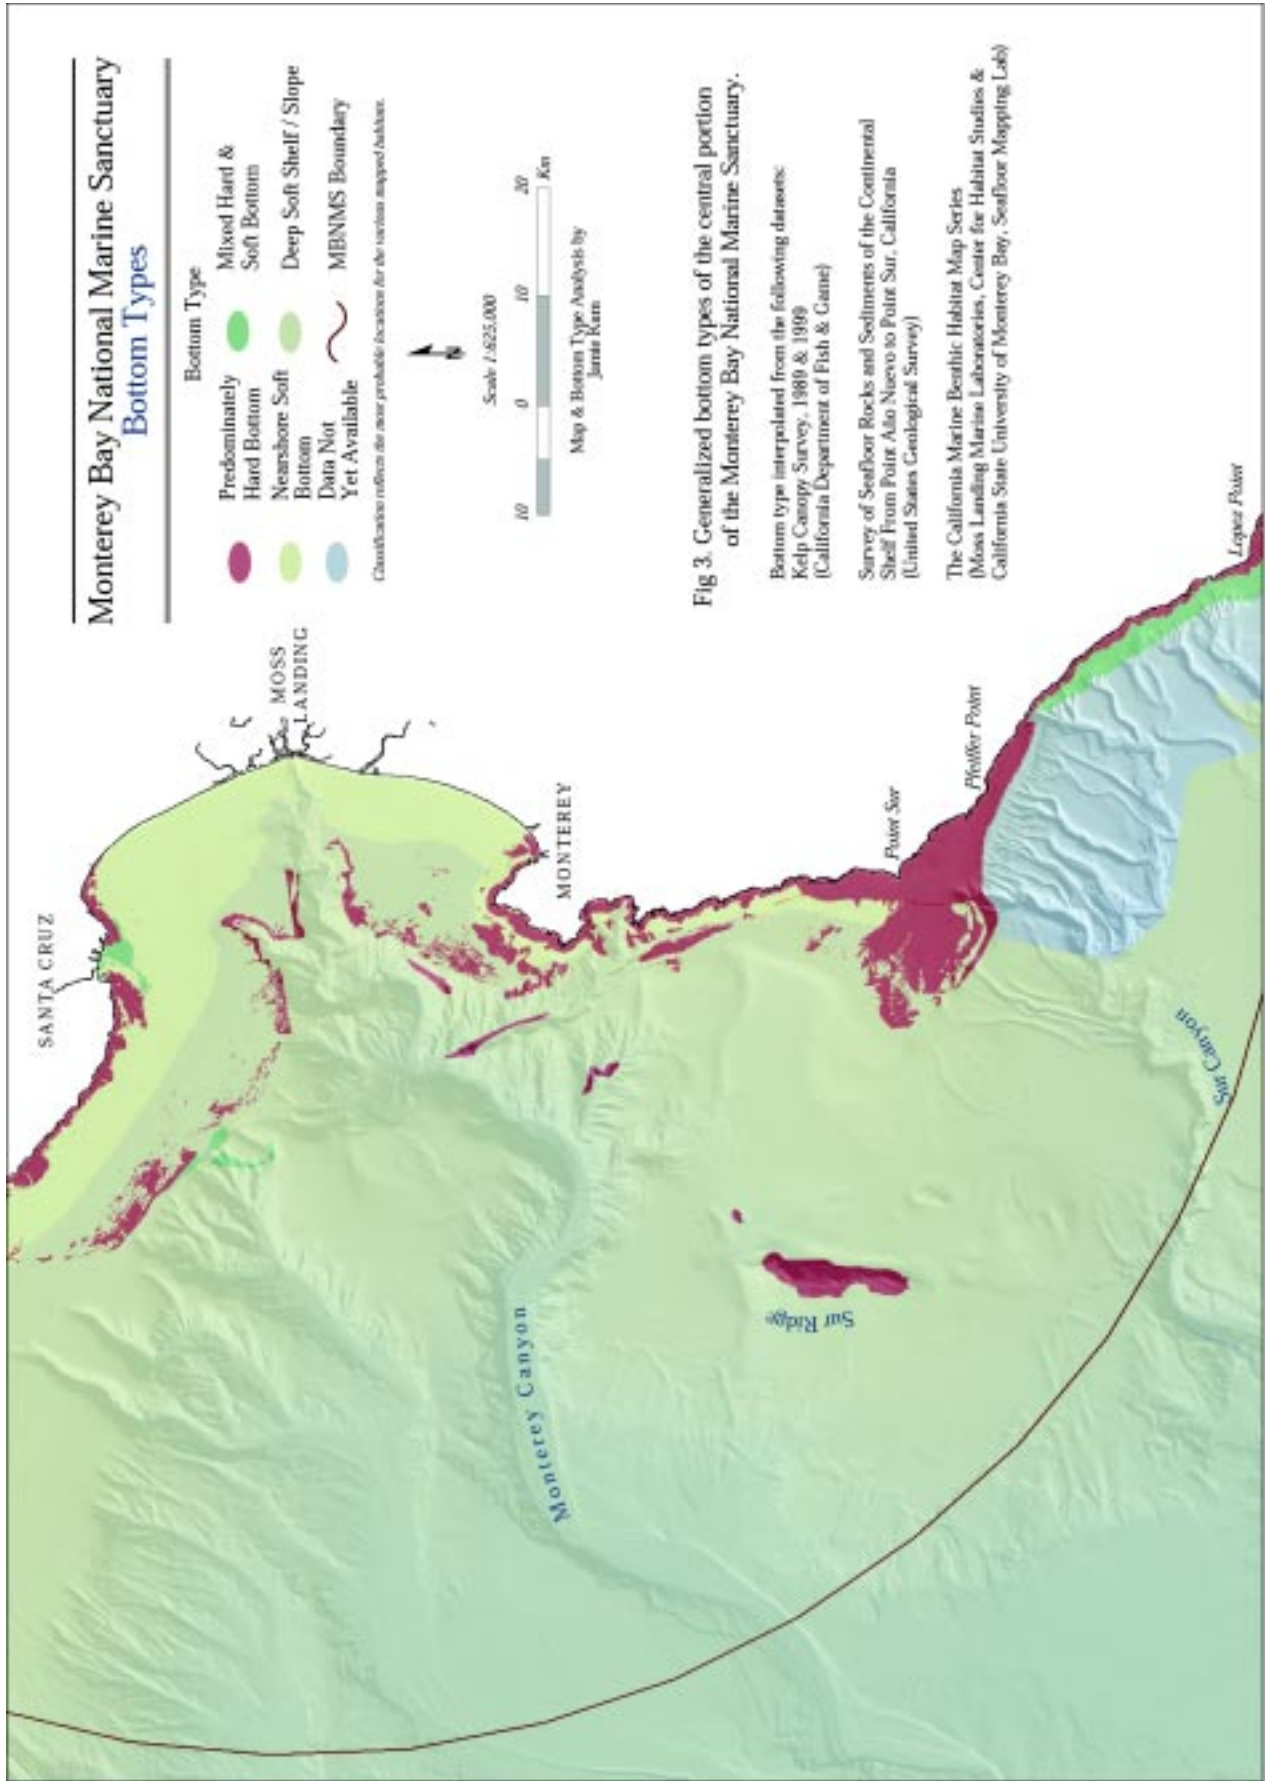 Monterey Bay National Marine Sanctuary
Bottom Types
Bottom Type
Predominately
Hard Bottom
Mixed Hard &
Soft Bottom
Nearshore Soft
Bottom
Deep Soft Shelf / Slope
Data Not
Yet Available
MBNMS Boundary
Classification reflects the most probable locations for the various mapped habitats.
N
Scale 1:625,000
10 0 10 20 Km
Map & Bottom Type Analysis by
Jamie Kum
Fig 3. Generalized bottom types of the central portion
of the Monterey Bay National Marine Sanctuary.
Bottom type interpolated from the following datasets:
Kelp Canopy Survey, 1989 & 1999
(California Department of Fish & Game)
Survey of Seafloor Rocks and Sediments of the Continental
Shelf From Point Año Nuevo to Point Sur, California
(United States Geological Survey)
The California Marine Benthic Habitat Map Series
(Moss Landing Marine Laboratories, Center for Habitat Studies &
California State University of Monterey Bay, Seafloor Mapping Lab)
SANTA CRUZ
MOSS
LANDING
MONTEREY
Point Sur
Pfeiffer Point
Lopez Point
Monterey Canyon
Sur Ridge
Sur Canyon